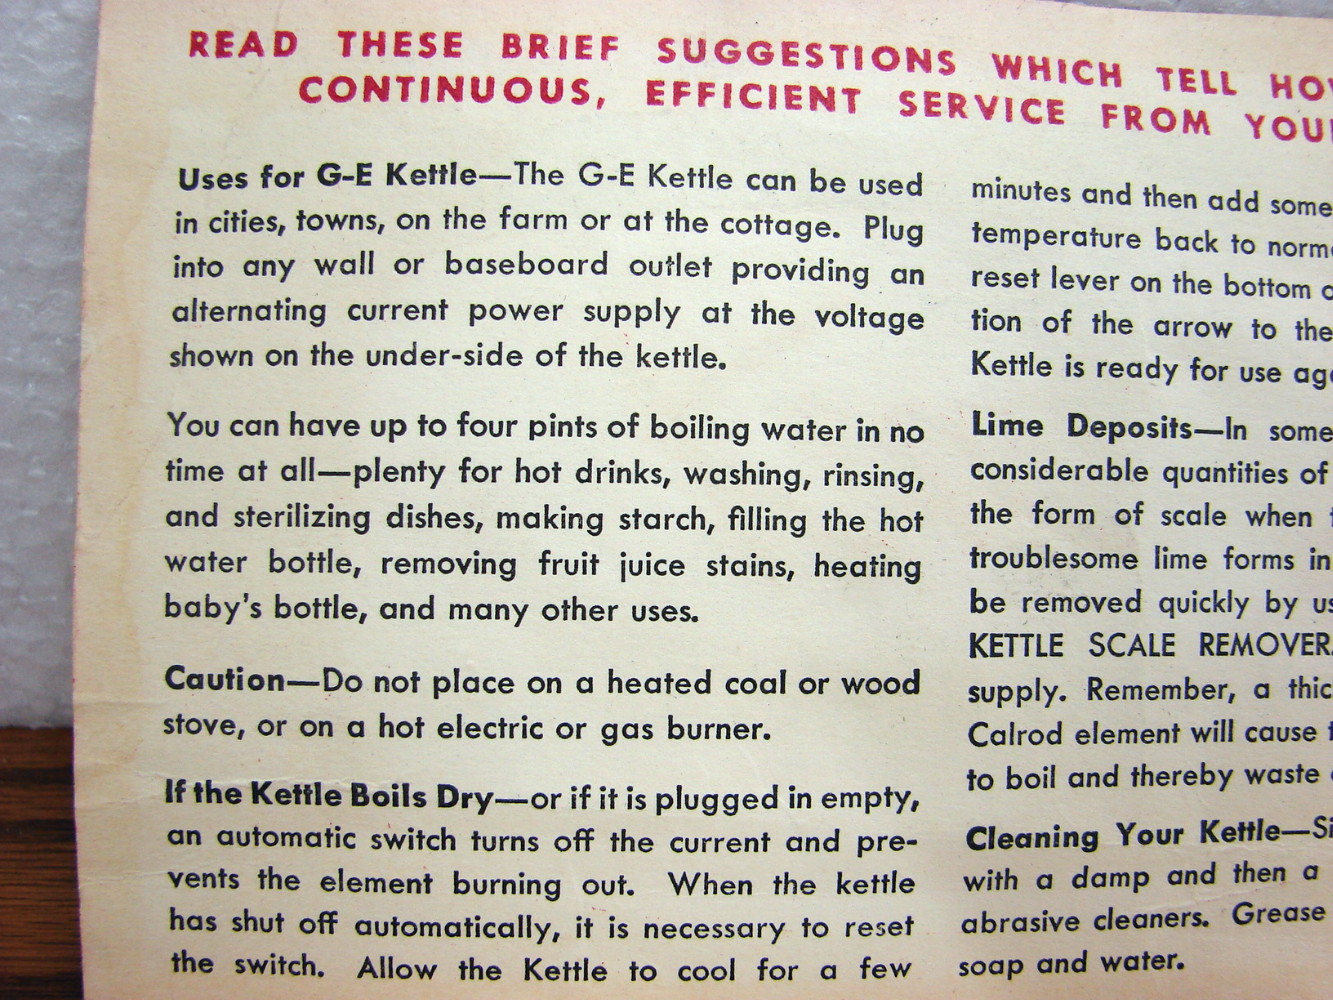 READ THESE BRIEF SUGGESTIONS WHICH TELL
CONTINUOUS, EFFICIENT SERVICE FROM
Uses for G-E Kettle—The G-E Kettle can be used
in cities, towns, on the farm or at the cottage. Plug
into any wall or baseboard outlet providing an
alternating current power supply at the voltage
shown on the under-side of the kettle.
You can have up to four pints of boiling water in no
time at all—plenty for hot drinks, washing, rinsing,
and sterilizing dishes, making starch, filling the hot
water bottle, removing fruit juice stains, heating
baby's bottle, and many other uses.
Caution—Do not place on a heated coal or wood
stove, or on a hot electric or gas burner.
If the Kettle Boils Dry—or if it is plugged in empty,
an automatic switch turns off the current and pre-
vents the element burning out. When the kettle
has shut off automatically, it is necessary to reset
the switch. Allow the Kettle to cool for a few
minutes and then add some
temperature back to
reset lever on the bottom
tion of the arrow to the
Kettle is ready for use
Lime Deposits—In some
considerable quantities of
the form of scale when
troublesome lime forms in
be removed quickly by
KETTLE SCALE REMOVER
supply. Remember, a
Calrod element will cause
to boil and thereby waste
Cleaning Your Kettle—
with a damp and then a
abrasive cleaners. Grease
soap and water.